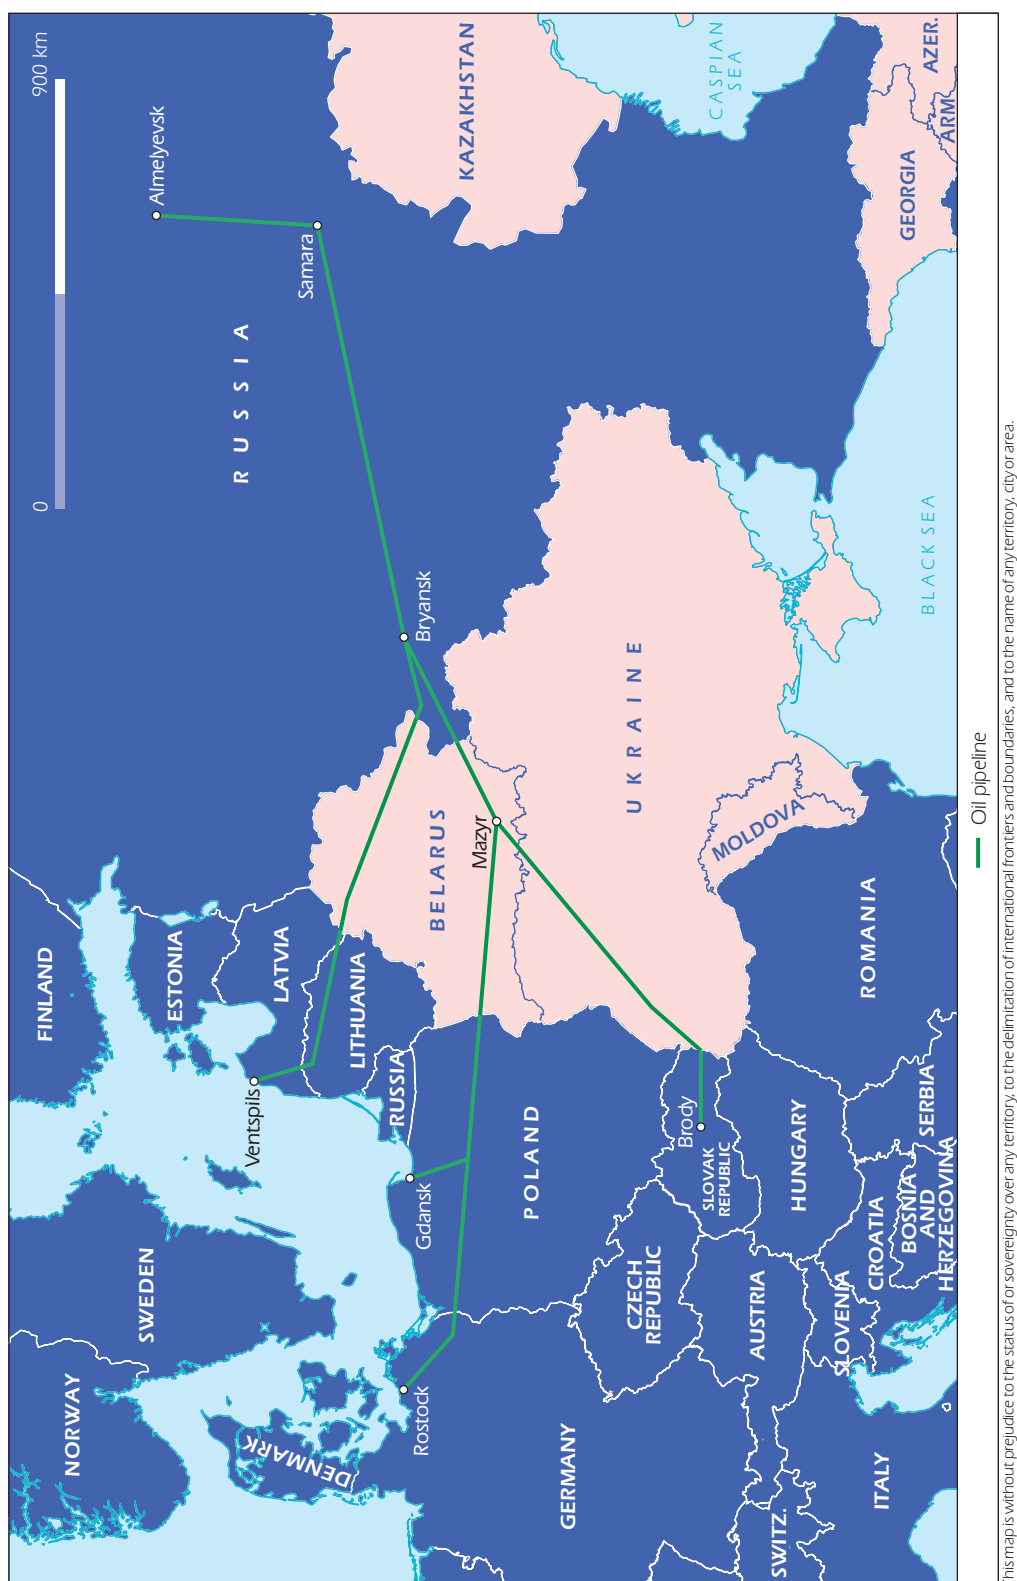 FINLAND
NORWAY
SWEDEN
ESTONIA
RUSSIA
0
900 km
Almelyevsk
LATVIA
Ventspils
DENMARK
LITHUANIA
Samara
RUSSIA
Rostock
Gdansk
Bryansk
BELARUS
KAZAKHSTAN
Mazyr
POLAND
GERMANY
UKRAINE
CZECH
REPUBLIC
Brody
SLOVAK
REPUBLIC
CASPIAN
SEA
MOLDOVA
AUSTRIA
HUNGARY
SWITZ.
SLOVENIA
ROMANIA
ITALY
CROATIA
BOSNIA
AND
HERZEGOVINA
SERBIA
BLACK SEA
GEORGIA
ARM
AZER.
Oil pipeline
This map is without prejudice to the status of or sovereignty over any territory, to the delimitation of international frontiers and boundaries, and to the name of any territory, city or area.